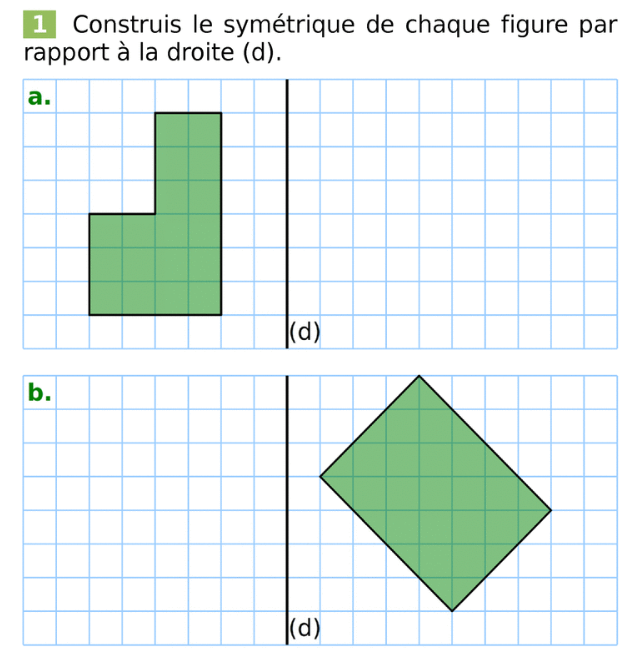 1 Construis le symétrique de chaque figure par
rapport à la droite (d).
a.
(d)
b.
(d)